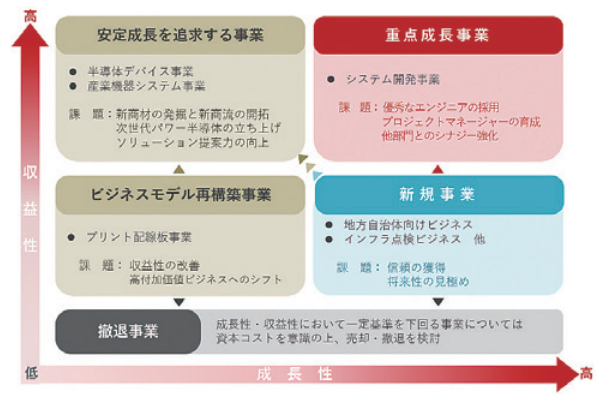 高
安定成長を追求する事業
● 半導体デバイス事業
● 産業機器システム事業
課 題：新商材の発掘と新商流の開拓
次世代パワー半導体の立ち上げ
ソリューション提案力の向上
重点成長事業
● システム開発事業
課 題：優秀なエンジニアの採用
プロジェクトマネージャーの育成
他部門とのシナジー強化
収益性
ビジネスモデル再構築事業
● プリント配線板事業
課 題：収益性の改善
高付加価値ビジネスへのシフト
新規事業
● 地方自治体向けビジネス
● インフラ点検ビジネス 他
課 題：信頼の獲得
将来性の見極め
撤退事業
成長性・収益性において一定基準を下回る事業については
資本コストを意識の上、売却・撤退を検討
低
成長性
高